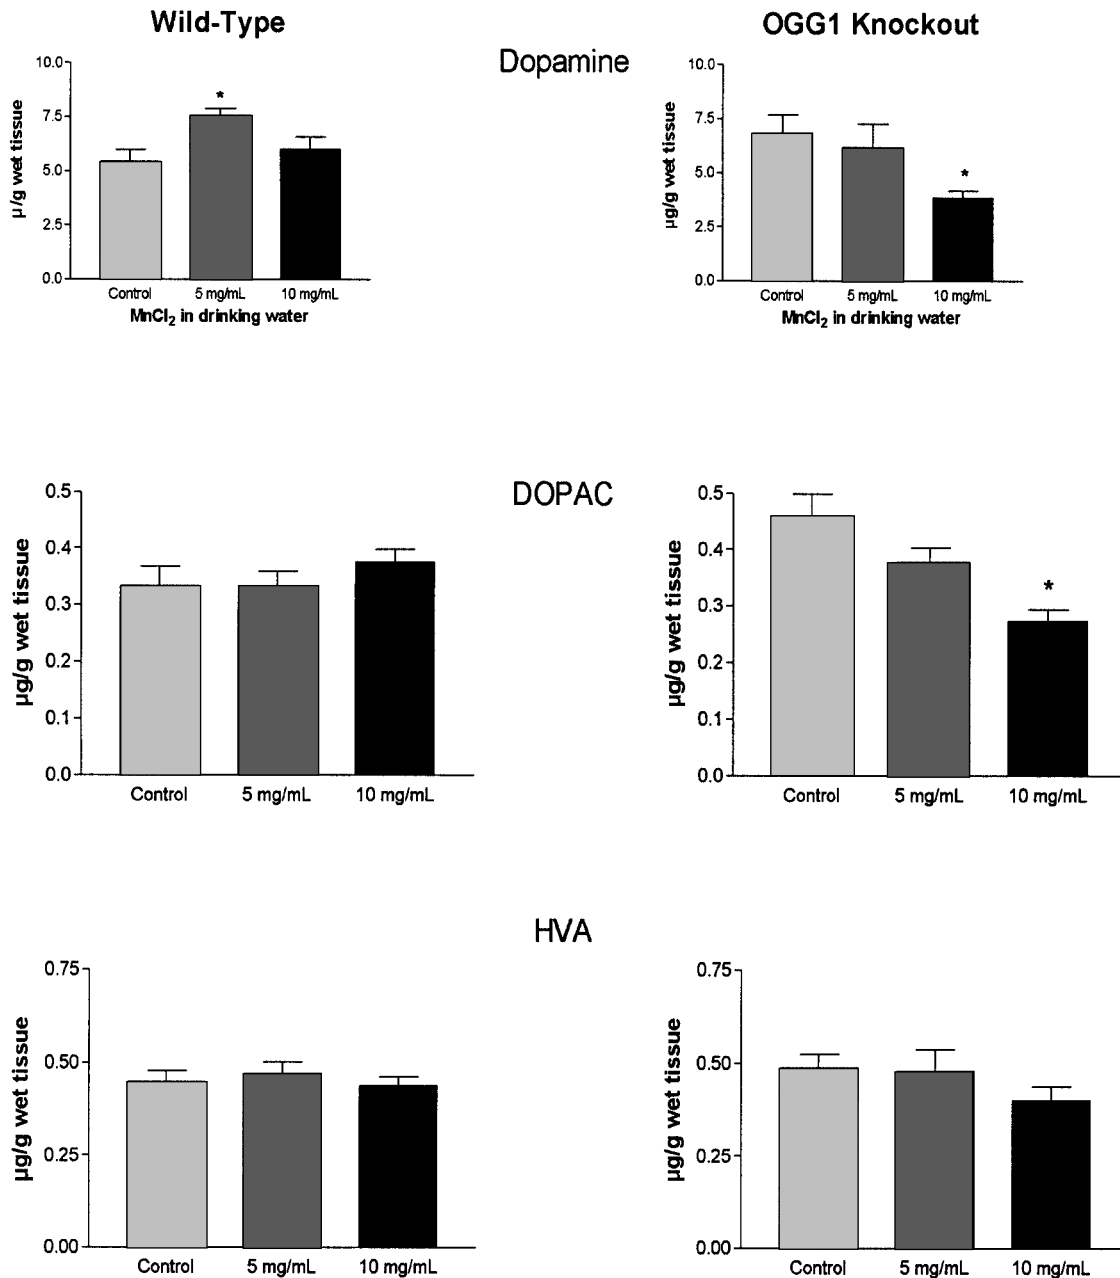 Wild-Type
OGG1 Knockout
Dopamine
μ/g wet tissue
10.0
7.5
5.0
2.5
0.0
*
Control
5 mg/mL
10 mg/mL
MnCl₂ in drinking water
μg/g wet tissue
10.0
7.5
5.0
2.5
0.0
*
Control
5 mg/mL
10 mg/mL
MnCl₂ in drinking water
DOPAC
μg/g wet tissue
0.5
0.4
0.3
0.2
0.1
0.0
Control
5 mg/mL
10 mg/mL
μg/g wet tissue
0.5
0.4
0.3
0.2
0.1
0.0
*
Control
5 mg/mL
10 mg/mL
HVA
μg/g wet tissue
0.75
0.50
0.25
0.00
Control
5 mg/mL
10 mg/mL
μg/g wet tissue
0.75
0.50
0.25
0.00
Control
5 mg/mL
10 mg/mL